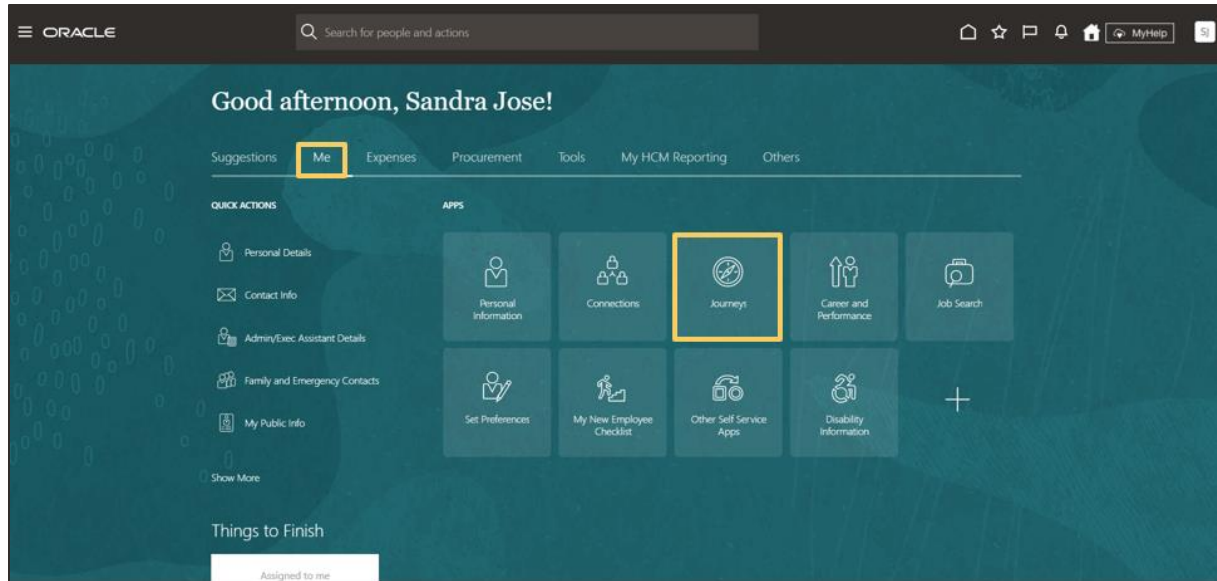 ORACLE
Search for people and actions
MyHelp
SJ
Good afternoon, Sandra Jose!
Suggestions
Me
Expenses
Procurement
Tools
My HCM Reporting
Others
QUICK ACTIONS
Personal Details
Contact Info
Admin/Exec Assistant Details
Family and Emergency Contacts
My Public Info
Show More
APPS
Personal
Information
Connections
Journeys
Career and
Performance
Job Search
Set Preferences
My New Employee
Checklist
Other Self Service
Apps
Disability
Information
Things to Finish
Assigned to me